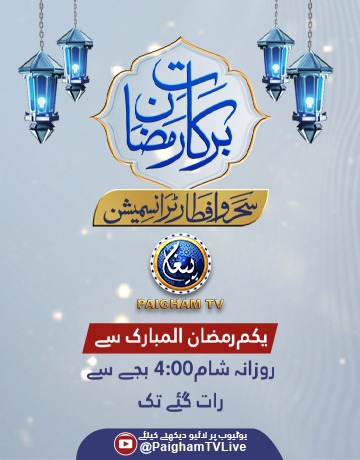 برکات رمضان
سحر و افطار ٹرانسمیشن
پیغام
PAIGHAM TV
یکم رمضان المبارک سے
روزانہ شام 4:00 بجے سے
رات گئے تک
یوٹیوب پر لائیو دیکھنے کیلئے
@PaighamTVLive